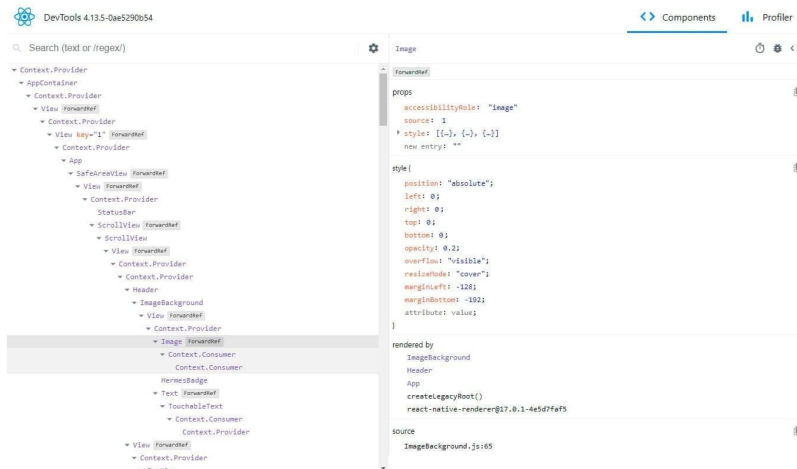 DevTools 4.13.5-0ae5290b54
Components
Profiler
Search (text or /regex/)
Context.Provider
AppContainer
Context.Provider
View ForwardRef
Context.Provider
View key="1" ForwardRef
Context.Provider
App
SafeAreaView ForwardRef
View ForwardRef
Context.Provider
StatusBar
ScrollView ForwardRef
ScrollView
View ForwardRef
Context.Provider
Context.Provider
Header
ImageBackground
View ForwardRef
Context.Provider
Image ForwardRef
Context.Consumer
Context.Consumer
HermesBadge
Text ForwardRef
TouchableText
Context.Consumer
Context.Provider
View ForwardRef
Context.Provider
Image
ForwardRef
props
accessibilityRole: "image"
source: 1
style: [{…}, {…}, {…}]
new entry: ""
style {
position: "absolute";
left: 0;
right: 0;
top: 0;
bottom: 0;
opacity: 0.2;
overflow: "visible";
resizeMode: "cover";
marginLeft: -128;
marginBottom: -192;
attribute: value;
}
rendered by
ImageBackground
Header
App
createLegacyRoot()
react-native-renderer@17.0.1-4e5d7faf5
source
ImageBackground.js:65